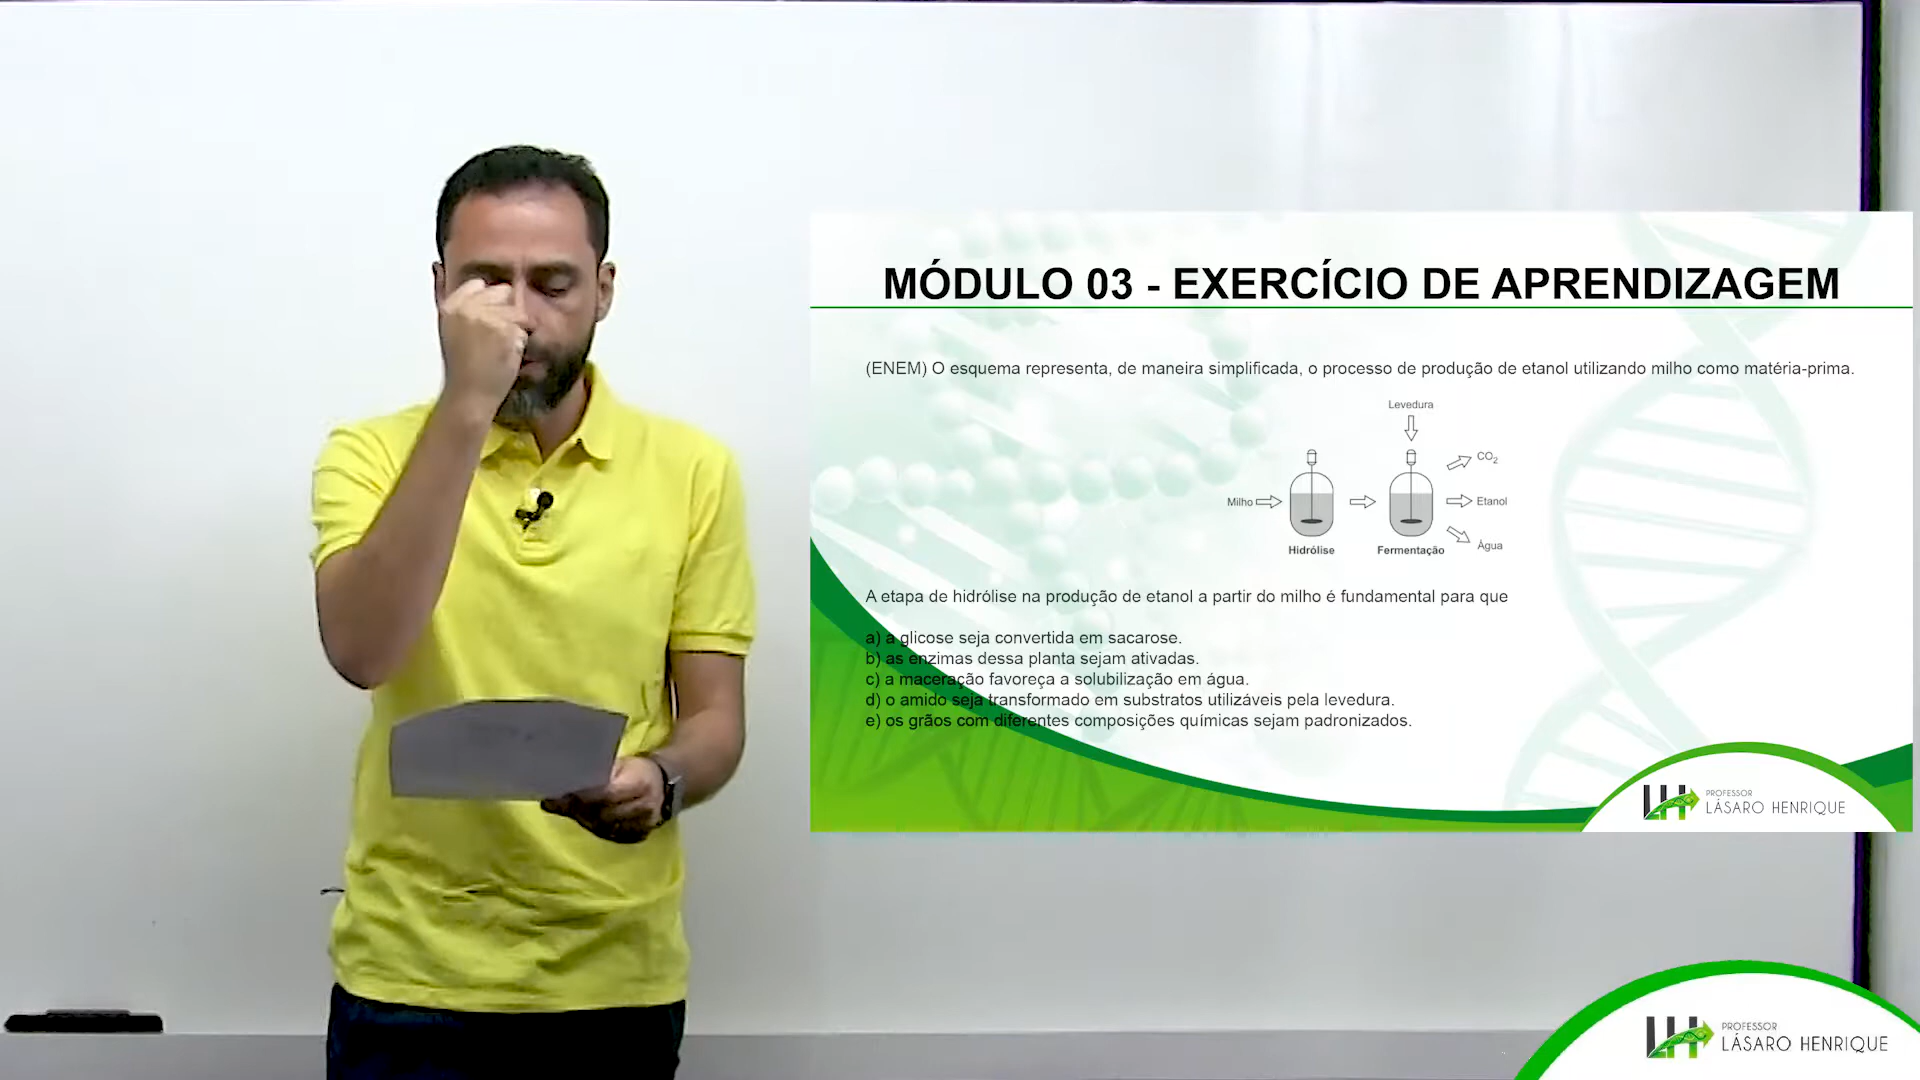 MÓDULO 03 - EXERCÍCIO DE APRENDIZAGEM
(ENEM) O esquema representa, de maneira simplificada, o processo de produção de etanol utilizando milho como matéria-prima.
Levedura
CO₂
Milho
Etanol
Água
Hidrólise
Fermentação
A etapa de hidrólise na produção de etanol a partir do milho é fundamental para que
a) a glicose seja convertida em sacarose.
b) as enzimas dessa planta sejam ativadas.
c) a maceração favoreça a solubilização em água.
d) o amido seja transformado em substratos utilizáveis pela levedura.
e) os grãos com diferentes composições químicas sejam padronizados.
LH PROFESSOR
LÁSARO HENRIQUE
LH PROFESSOR
LÁSARO HENRIQUE